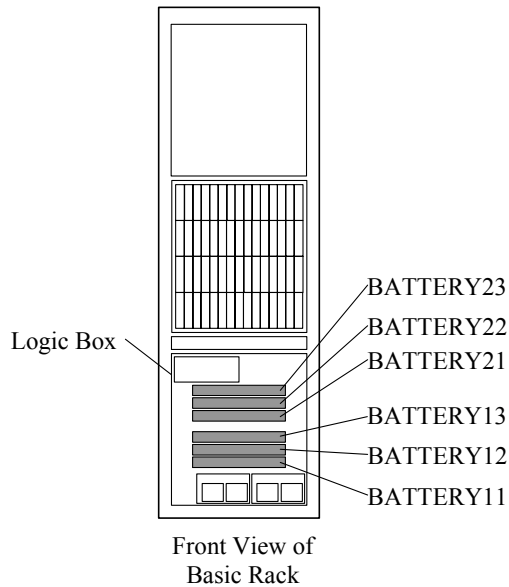 BATTERY23
BATTERY22
Logic Box
BATTERY21
BATTERY13
BATTERY12
BATTERY11
Front View of
Basic Rack